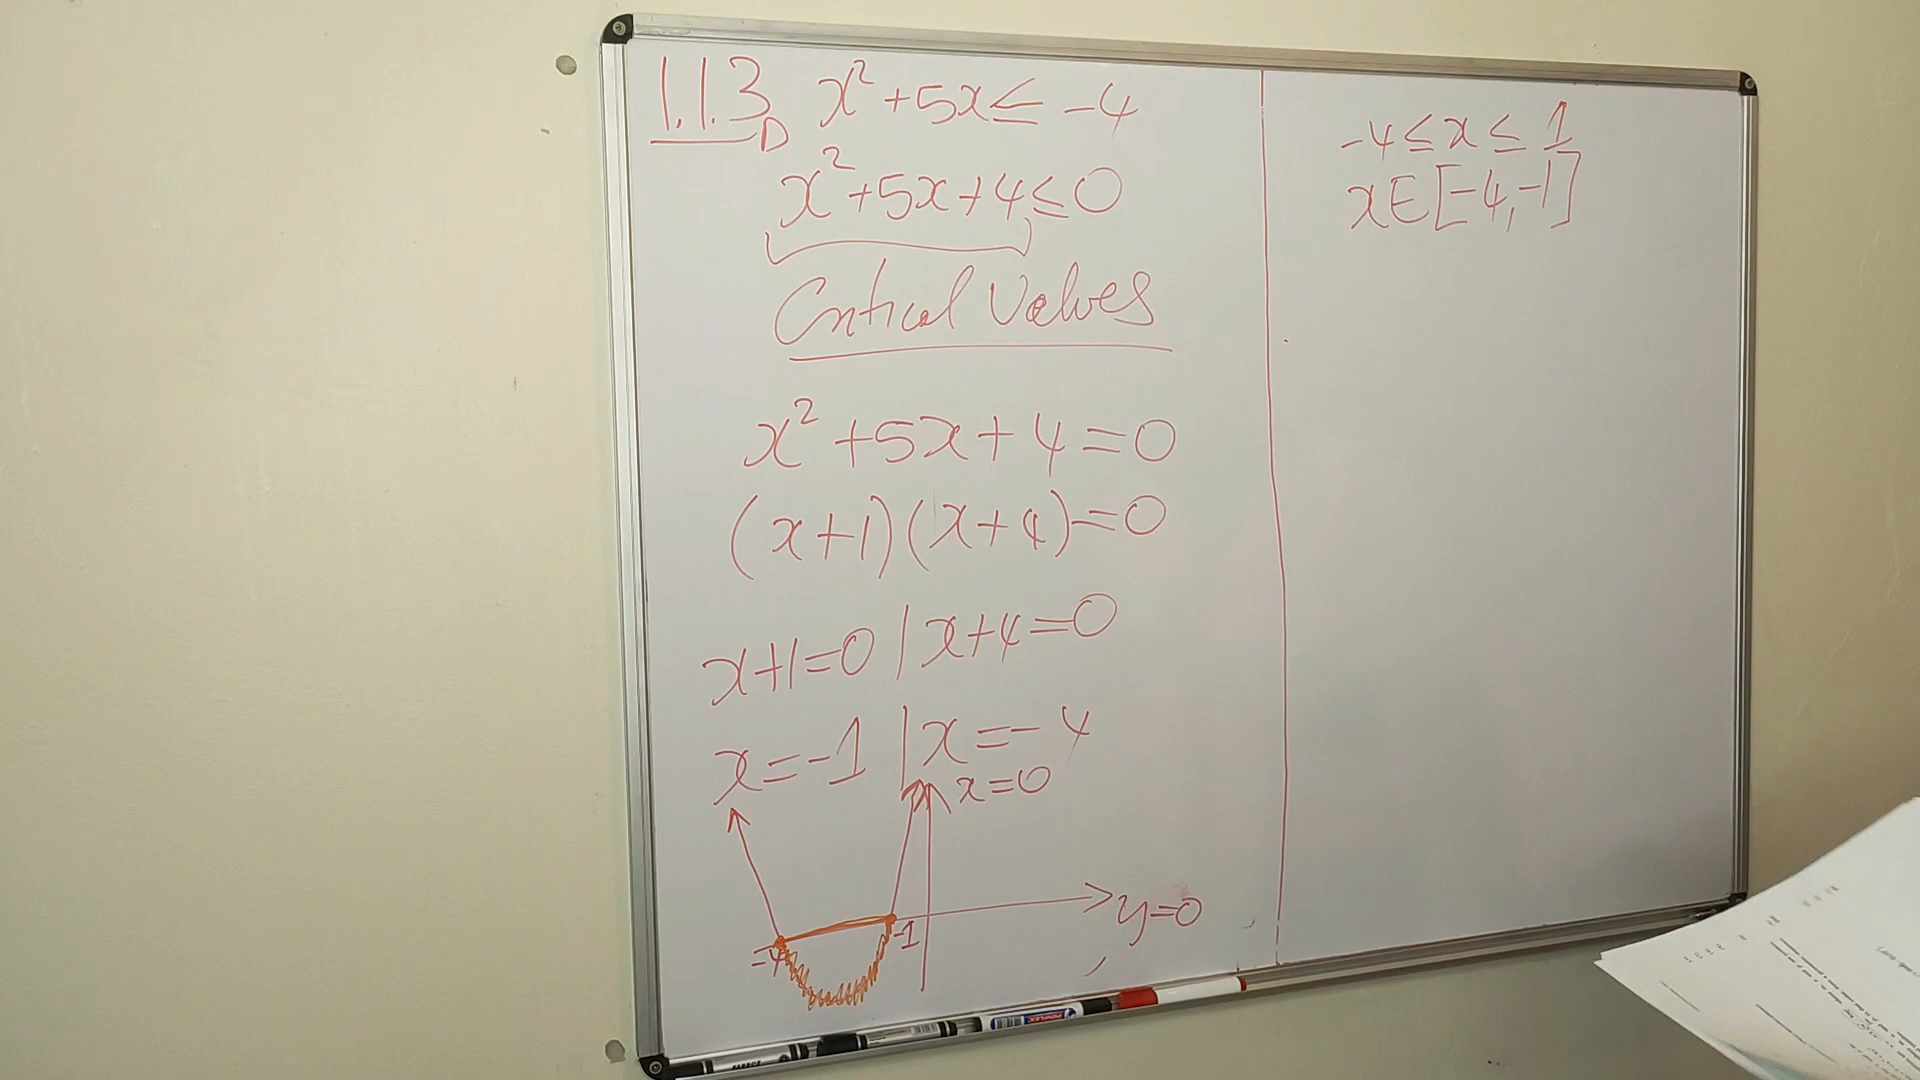 1.1.3 D x² + 5x ≤ -4
x² + 5x + 4 ≤ 0
Critical Values
x² + 5x + 4 = 0
(x+1)(x+4) = 0
x+1=0 | x+4=0
x=-1 | x=-4
x=0
y=0
-1
-4
-4 ≤ x ≤ 1
x E [-4,-1]
PENFLEX